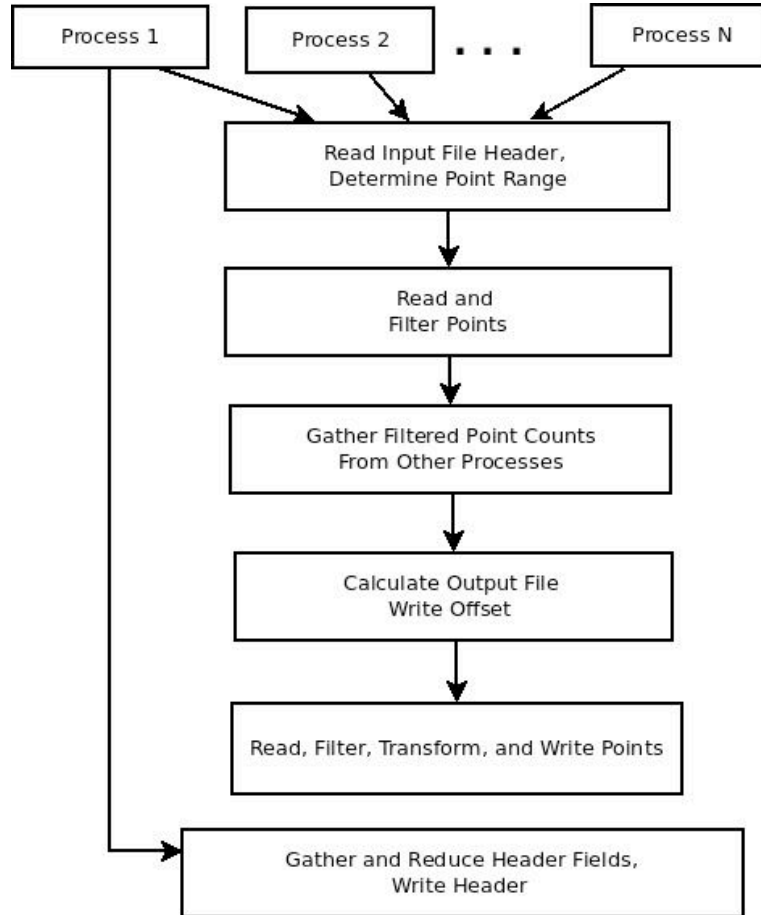 Process 1
Process 2
. . .
Process N
Read Input File Header,
Determine Point Range
Read and
Filter Points
Gather Filtered Point Counts
From Other Processes
Calculate Output File
Write Offset
Read, Filter, Transform, and Write Points
Gather and Reduce Header Fields,
Write Header